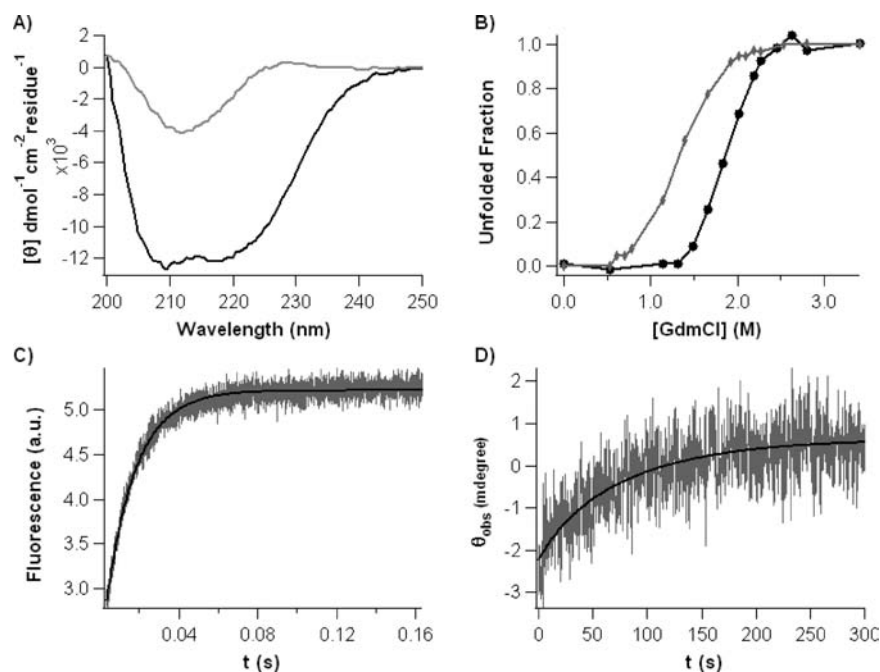 A)
2
0
-2
-4
-6
-8
-10
-12
[θ] dmol⁻¹ cm⁻² residue⁻¹
x10³
200 210 220 230 240 250
Wavelength (nm)
B)
1.0
0.8
0.6
0.4
0.2
0.0
Unfolded Fraction
0.0 1.0 2.0 3.0
[GdmCl] (M)
C)
5.0
4.5
4.0
3.5
3.0
Fluorescence (a.u.)
0.04 0.08 0.12 0.16
t (s)
D)
2
1
0
-1
-2
-3
θobs (mdegree)
0 50 100 150 200 250 300
t (s)